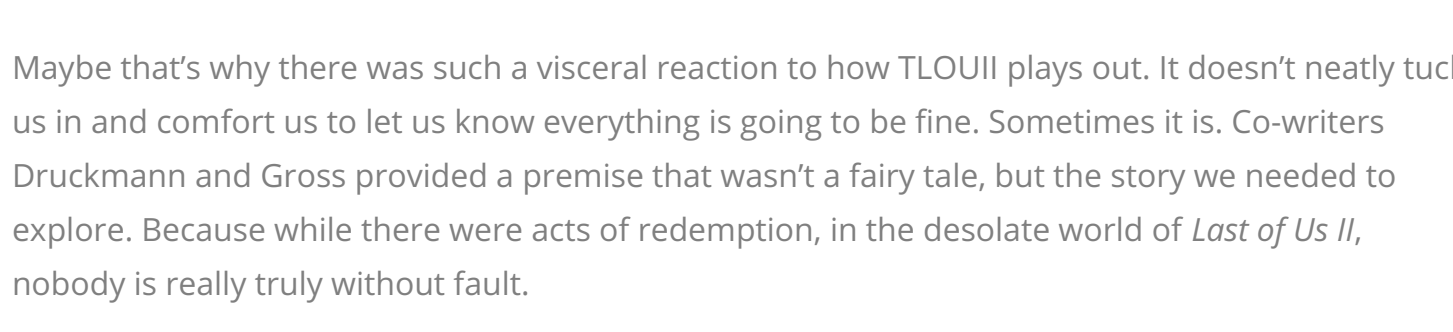 Maybe that’s why there was such a visceral reaction to how TLOUII plays out. It doesn’t neatly tuck
us in and comfort us to let us know everything is going to be fine. Sometimes it is. Co-writers
Druckmann and Gross provided a premise that wasn’t a fairy tale, but the story we needed to
explore. Because while there were acts of redemption, in the desolate world of Last of Us II,
nobody is really truly without fault.